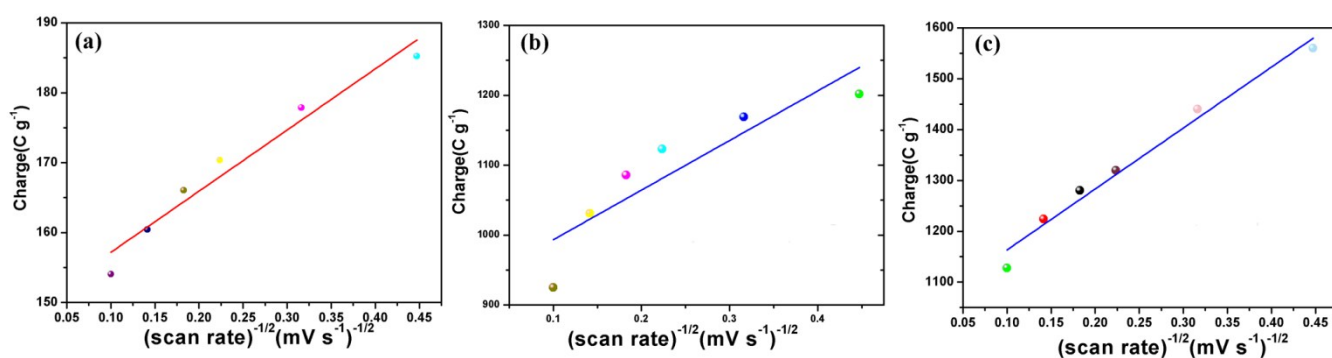 (a)
Charge(C g⁻¹)
190
180
170
160
150
0.05 0.10 0.15 0.20 0.25 0.30 0.35 0.40 0.45
(scan rate)⁻¹/²(mV s⁻¹)⁻¹/²
(b)
Charge(C g⁻¹)
1300
1200
1100
1000
900
0.1 0.2 0.3 0.4
(scan rate)⁻¹/²(mV s⁻¹)⁻¹/²
(c)
Charge(C g⁻¹)
1600
1500
1400
1300
1200
1100
0.05 0.10 0.15 0.20 0.25 0.30 0.35 0.40 0.45
(scan rate)⁻¹/²(mV s⁻¹)⁻¹/²